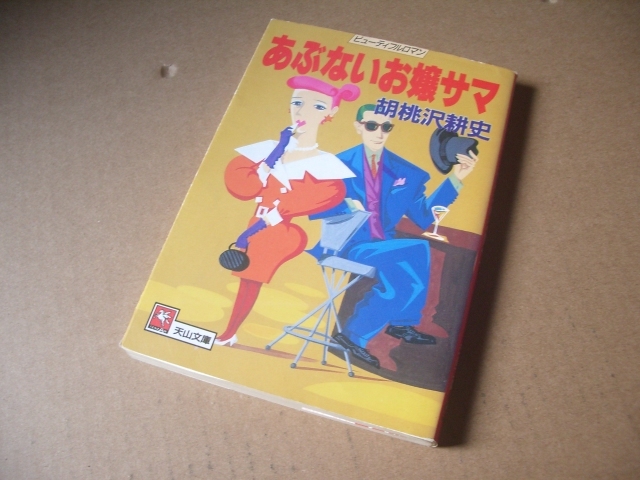 ビューティフルロマン
あぶないお嬢サマ
胡桃沢耕史
天山文庫